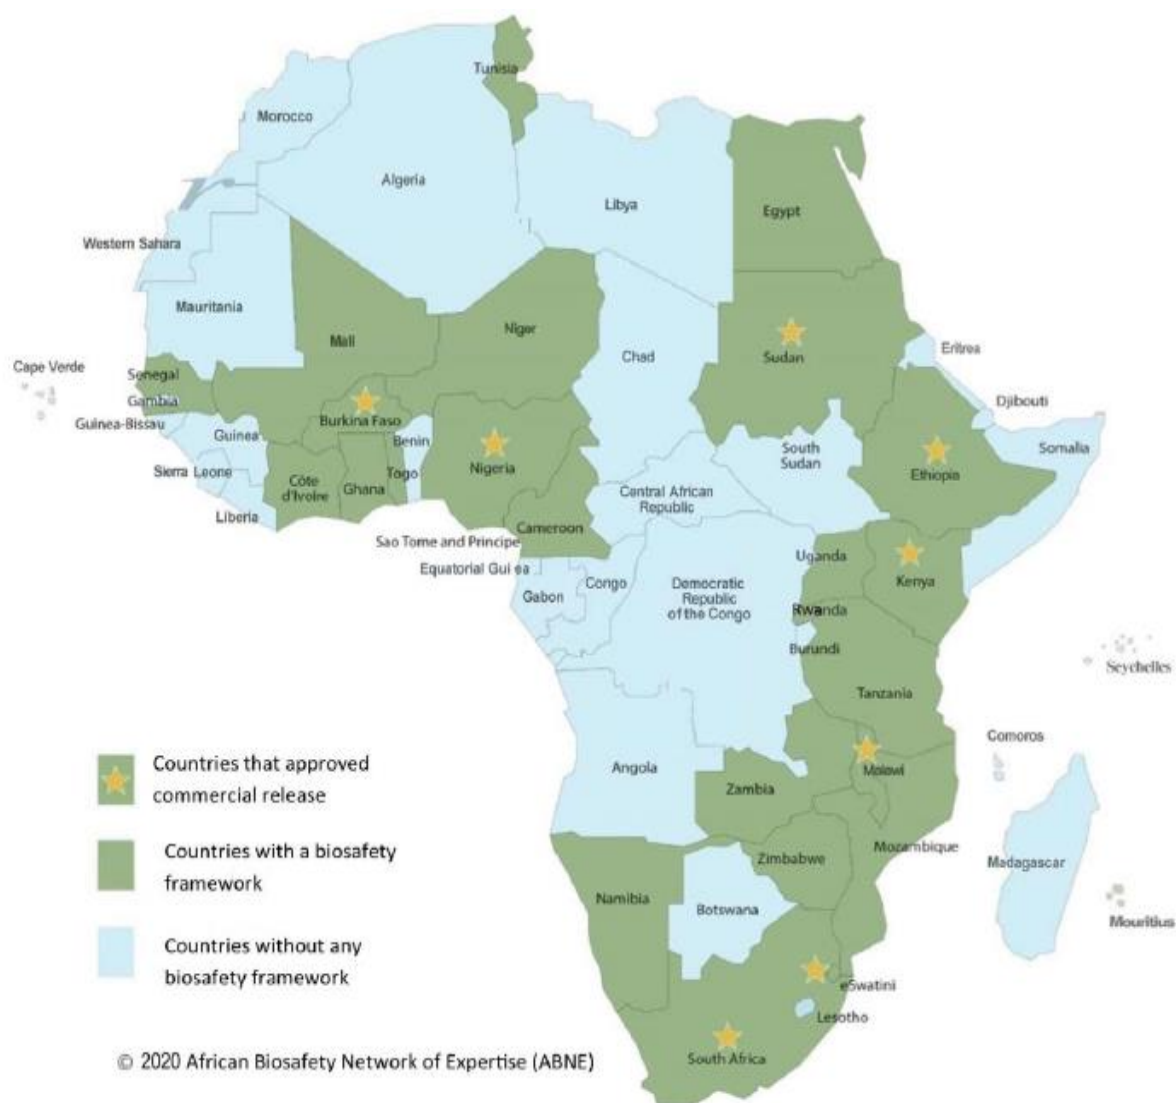 Tunisia
Morocco
Algeria
Libya
Egypt
Western Sahara
Mauritania
Mali
Niger
Chad
Sudan
Eritrea
Cape Verde
Senegal
Gambia
Guinea-Bissau
Guinea
Burkina Faso
Benin
Djibouti
Somalia
Sierra Leone
Côte
d'Ivoire
Ghana
Togo
Nigeria
South
Sudan
Ethiopia
Liberia
Central African
Republic
Cameroon
Sao Tome and Principe
Equatorial Gui ea
Gabon
Congo
Democratic
Republic
of the Congo
Uganda
Kenya
Rwanda
Burundi
Tanzania
Seychelles
Comoros
Angola
Zambia
Malawi
Mozambique
Zimbabwe
Madagascar
Namibia
Botswana
Mouritius
eSwatini
Lesotho
South Africa
Countries that approved
commercial release
Countries with a biosafety
framework
Countries without any
biosafety framework
© 2020 African Biosafety Network of Expertise (ABNE)